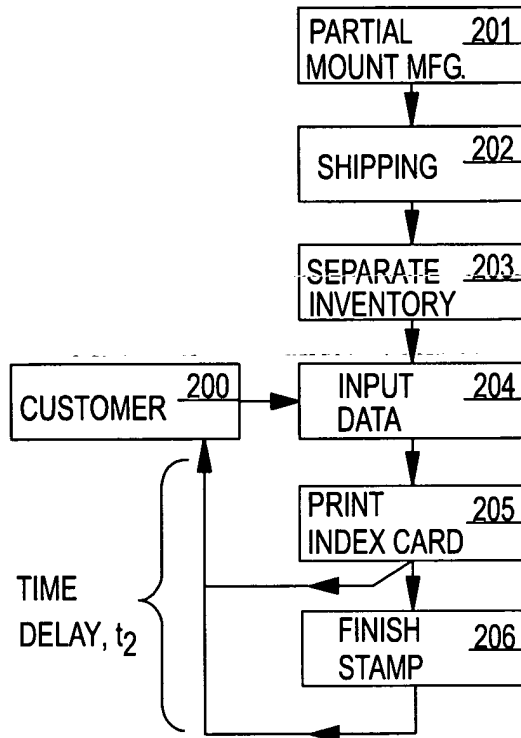 PARTIAL 201
MOUNT MFG.
SHIPPING 202
SEPARATE 203
INVENTORY
CUSTOMER 200
INPUT 204
DATA
PRINT 205
INDEX CARD
TIME
DELAY, t₂
FINISH 206
STAMP